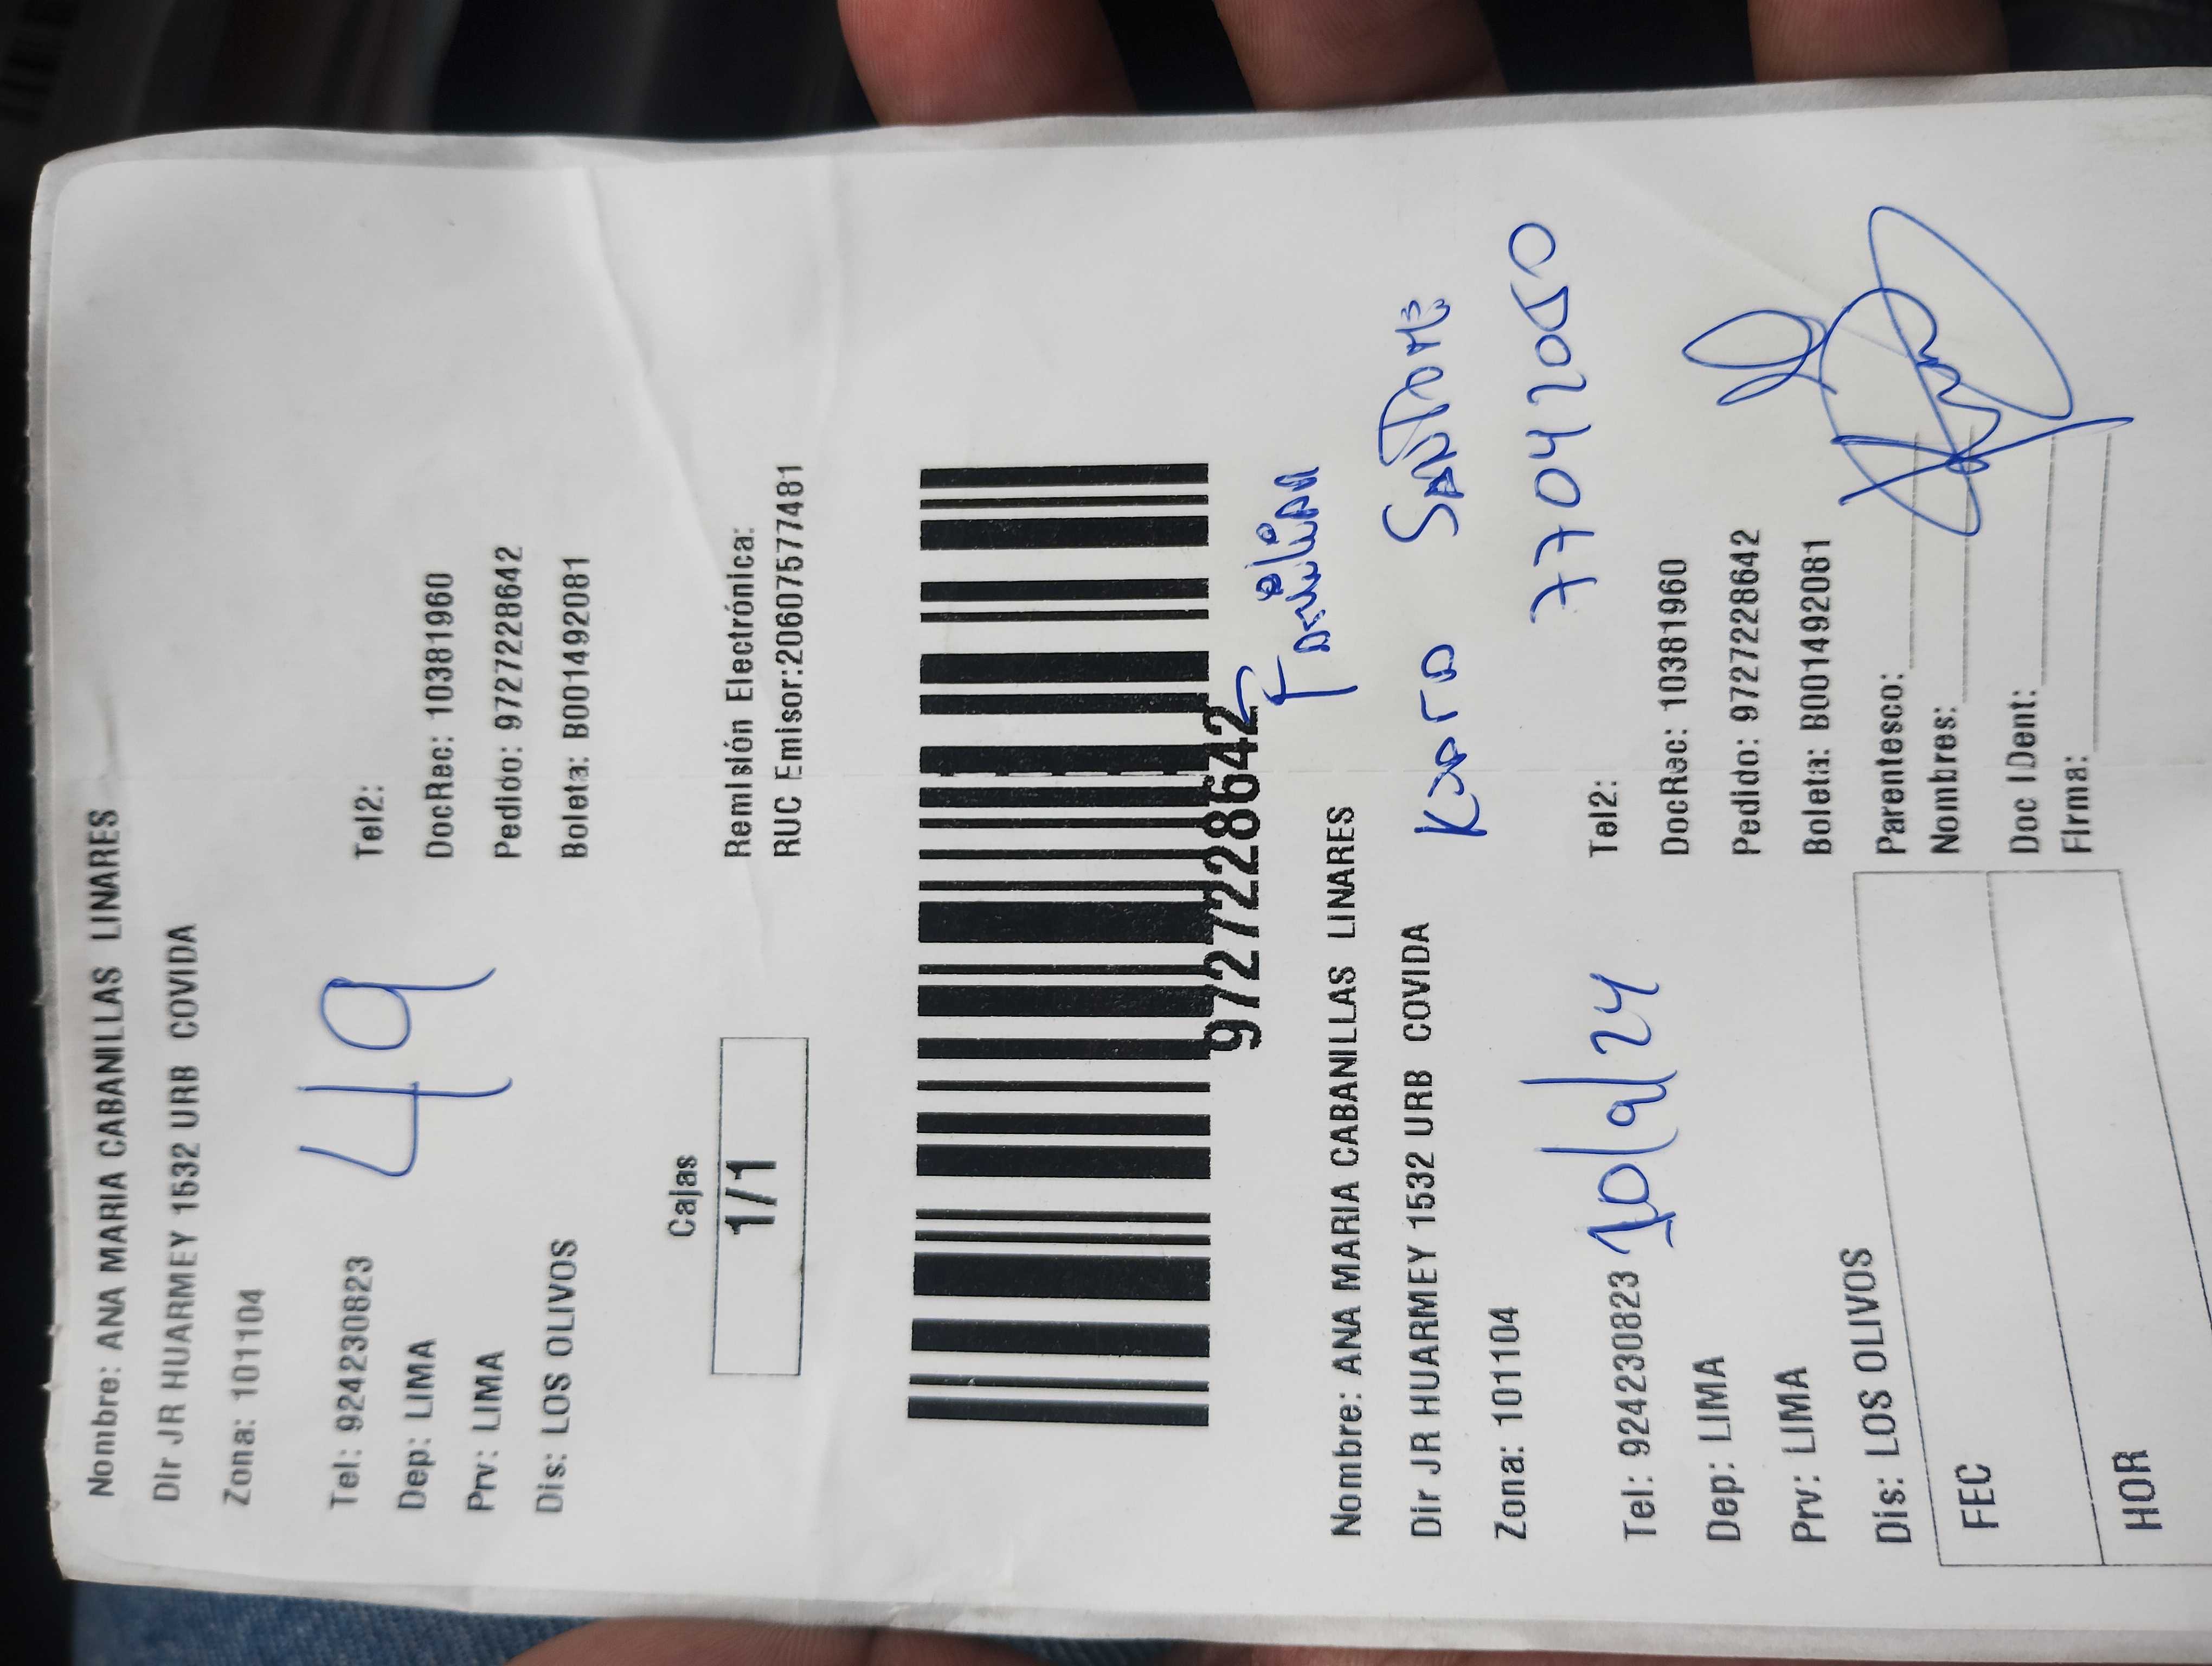 Nombre: ANA MARIA CABANILLAS LINARES
Dir JR HUARMEY 1532 URB COVIDA
Zona: 101104
Tel: 924230823
Tel2:
Dep: LIMA
DocRec: 10381960
Prv: LIMA
Pedido: 9727228642
Dis: LOS OLIVOS
Boleta: B001492081
49
Cajas
1/1
Remisión Electrónica:
RUC Emisor:20607577481
9727228642
Familiar
Nombre: ANA MARIA CABANILLAS LINARES
Dir JR HUARMEY 1532 URB COVIDA
Zona: 101104
Tel: 924230823
10/9/24
Tel2:
Dep: LIMA
DocRec: 10381960
Prv: LIMA
Pedido: 9727228642
Dis: LOS OLIVOS
Boleta: B001492081
FEC
Parentesco:
Nombres:
HOR
Doc IDent:
Firma: